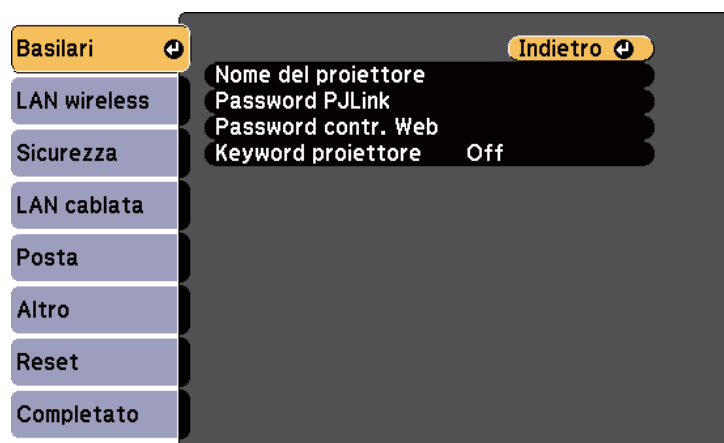 Basilari
Indietro
Nome del proiettore
LAN wireless
Password PJLink
Password contr. Web
Sicurezza
Keyword proiettore Off
LAN cablata
Posta
Altro
Reset
Completato